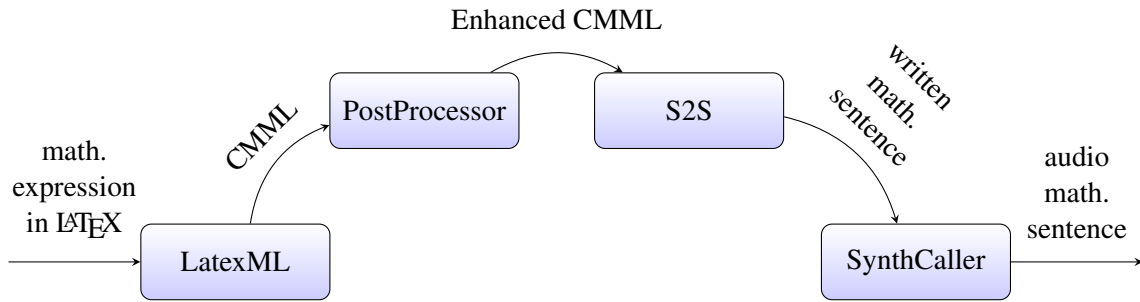 math.
expression
in LATEX
LatexML
CMML
PostProcessor
Enhanced CMML
S2S
written
math.
sentence
SynthCaller
audio
math.
sentence